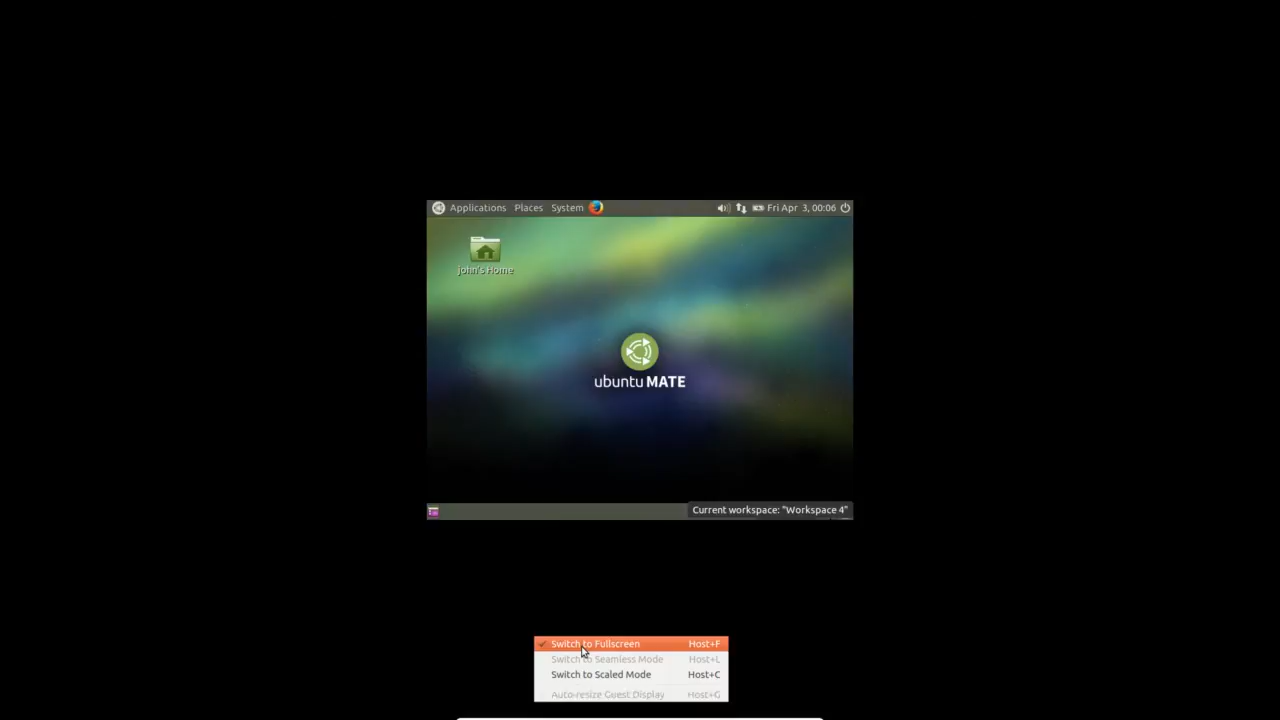 Applications Places System Fri Apr 3, 00:06
john's Home
ubuntu MATE
Current workspace: "Workspace 4"
Switch to Fullscreen Host+F
Switch to Seamless Mode Host+L
Switch to Scaled Mode Host+C
Auto-resize Guest Display Host+G